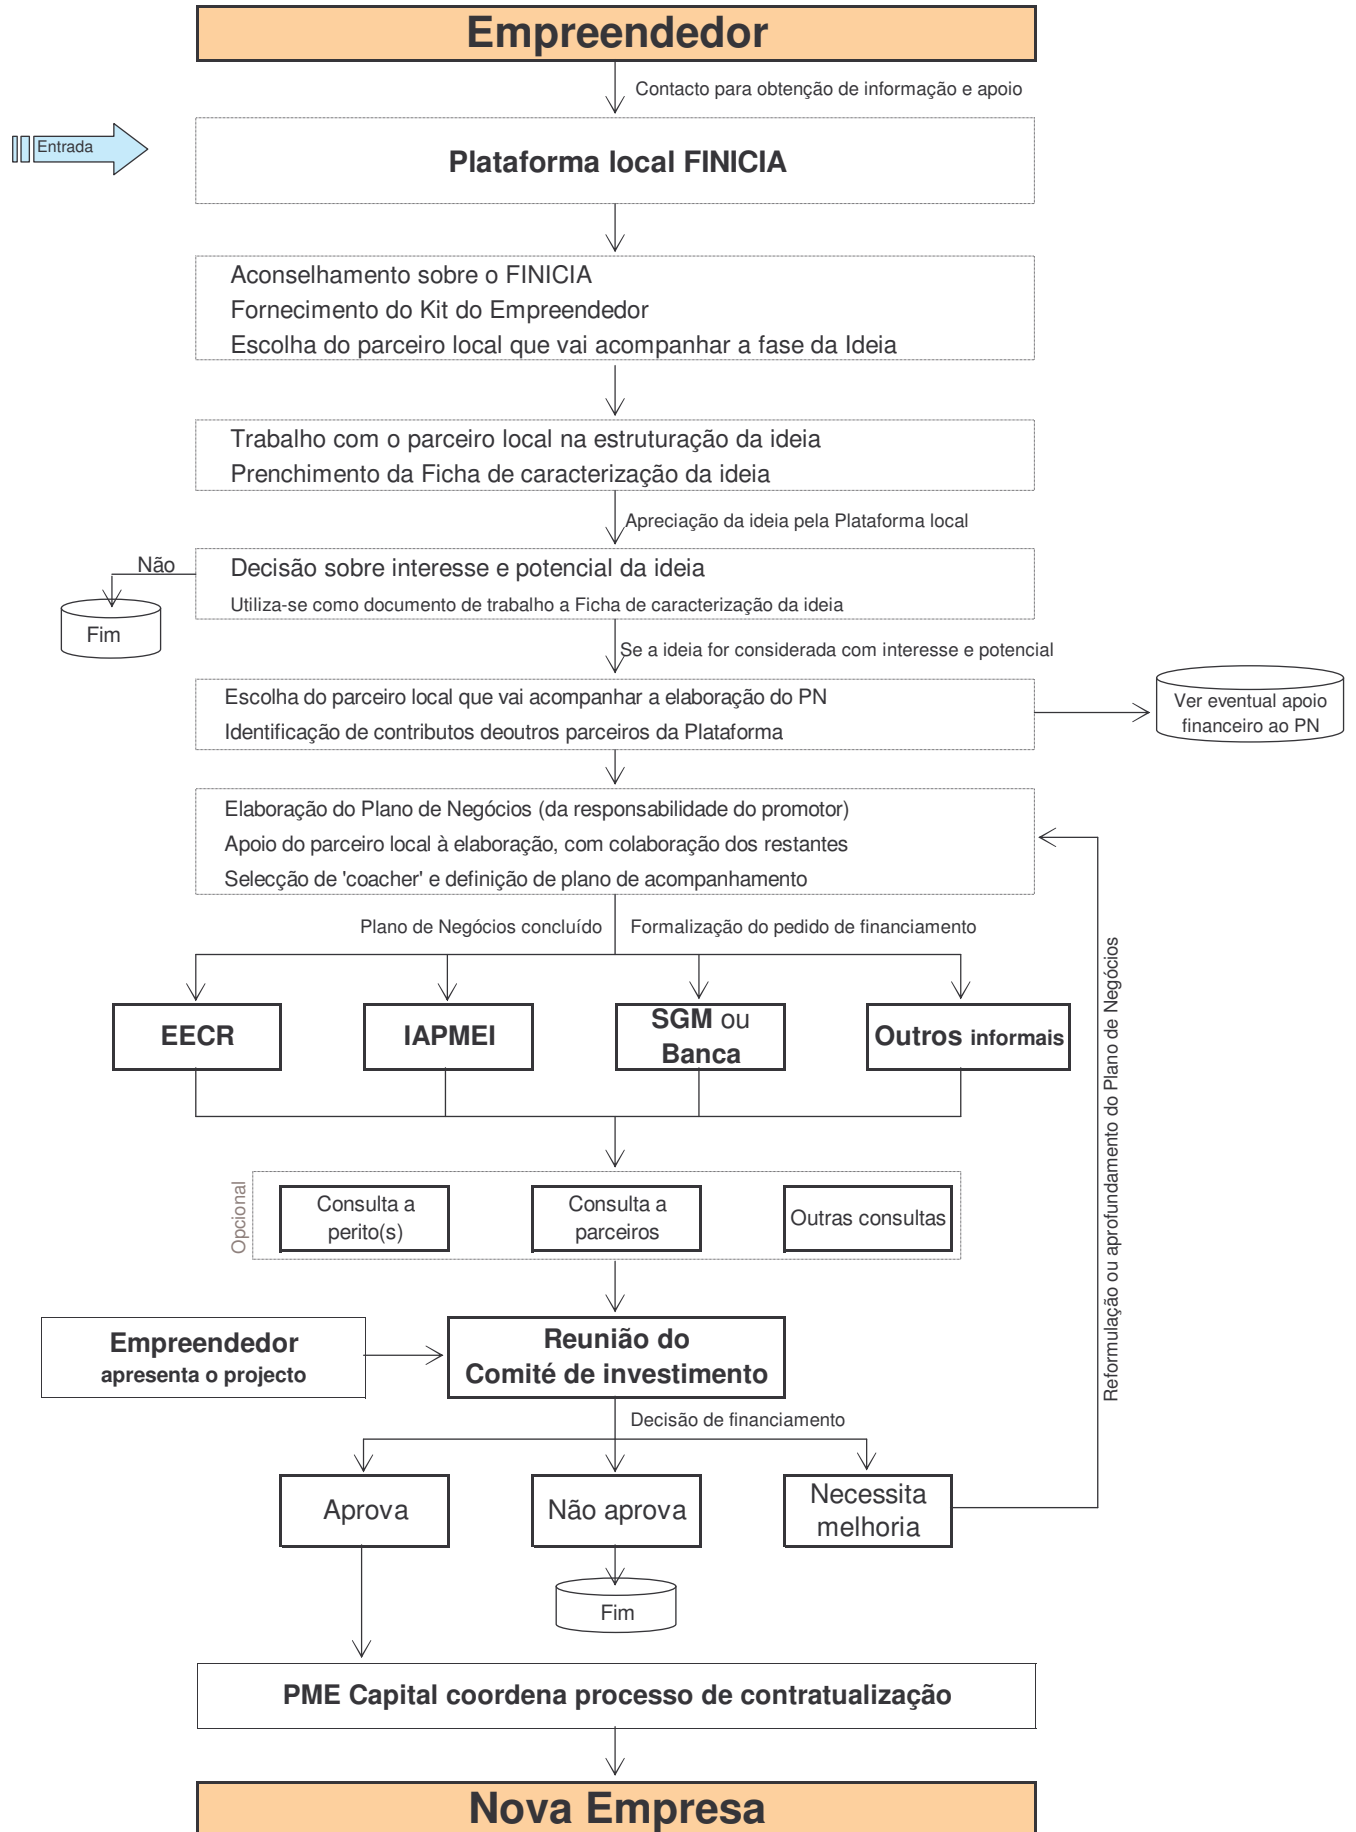 Empreendedor
Contacto para obtenção de informação e apoio
Entrada
Plataforma local FINICIA
Aconselhamento sobre o FINICIA
Fornecimento do Kit do Empreendedor
Escolha do parceiro local que vai acompanhar a fase da Ideia
Trabalho com o parceiro local na estruturação da ideia
Prenchimento da Ficha de caracterização da ideia
Apreciação da ideia pela Plataforma local
Não
Decisão sobre interesse e potencial da ideia
Utiliza-se como documento de trabalho a Ficha de caracterização da ideia
Fim
Se a ideia for considerada com interesse e potencial
Escolha do parceiro local que vai acompanhar a elaboração do PN
Identificação de contributos deoutros parceiros da Plataforma
Ver eventual apoio
financeiro ao PN
Elaboração do Plano de Negócios (da responsabilidade do promotor)
Apoio do parceiro local à elaboração, com colaboração dos restantes
Selecção de 'coacher' e definição de plano de acompanhamento
Plano de Negócios concluído
Formalização do pedido de financiamento
EECR
IAPMEI
SGM ou
Banca
Outros informais
Reformulação ou aprofundamento do Plano de Negócios
Opcional
Consulta a
perito(s)
Consulta a
parceiros
Outras consultas
Empreendedor
apresenta o projecto
Reunião do
Comité de investimento
Decisão de financiamento
Aprova
Não aprova
Necessita
melhoria
Fim
PME Capital coordena processo de contratualização
Nova Empresa